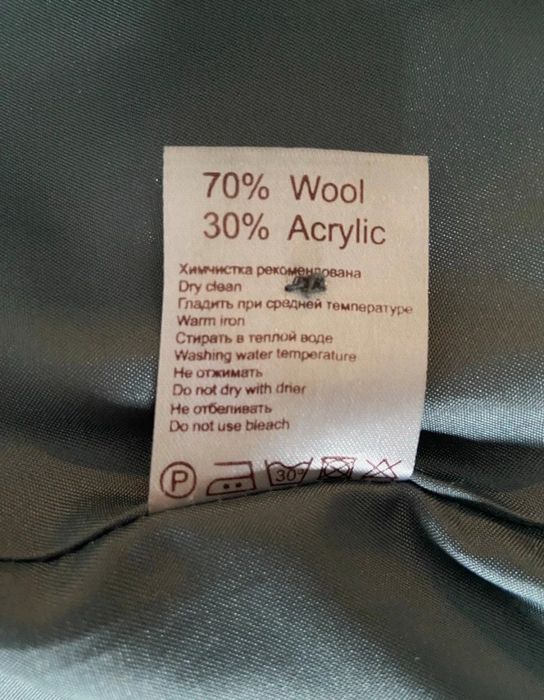 70% Wool
30% Acrylic
Химчистка рекомендована
Dry clean
Гладить при средней температуре
Warm iron
Стирать в теплой воде
Washing water temperature
Не отжимать
Do not dry with drier
Не отбеливать
Do not use bleach
P 30°